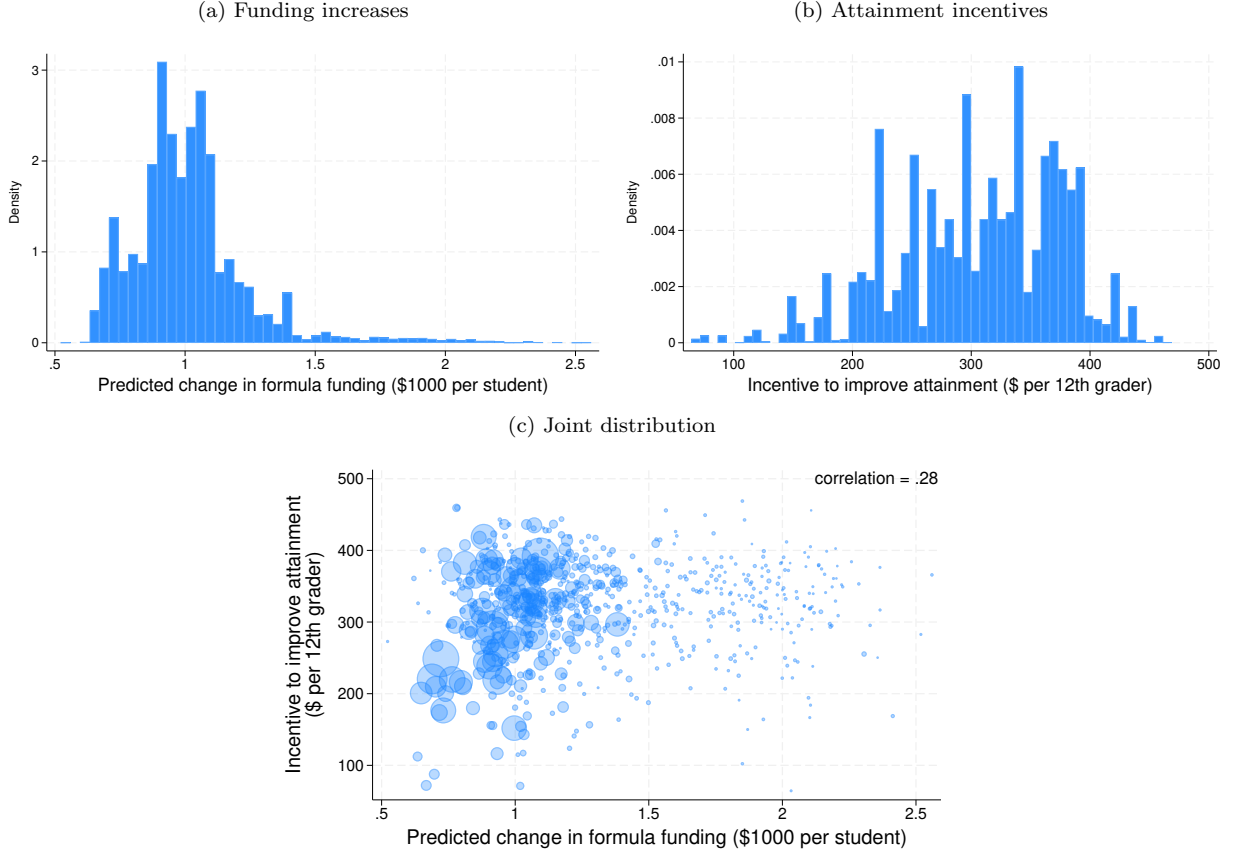 (a) Funding increases
3
2
1
0
Density
.5
1
1.5
2
2.5
Predicted change in formula funding ($1000 per student)
(b) Attainment incentives
.01
.008
.006
.004
.002
0
Density
100
200
300
400
500
Incentive to improve attainment ($ per 12th grader)
(c) Joint distribution
correlation = .28
500
400
300
200
100
Incentive to improve attainment
($ per 12th grader)
.5
1
1.5
2
2.5
Predicted change in formula funding ($1000 per student)